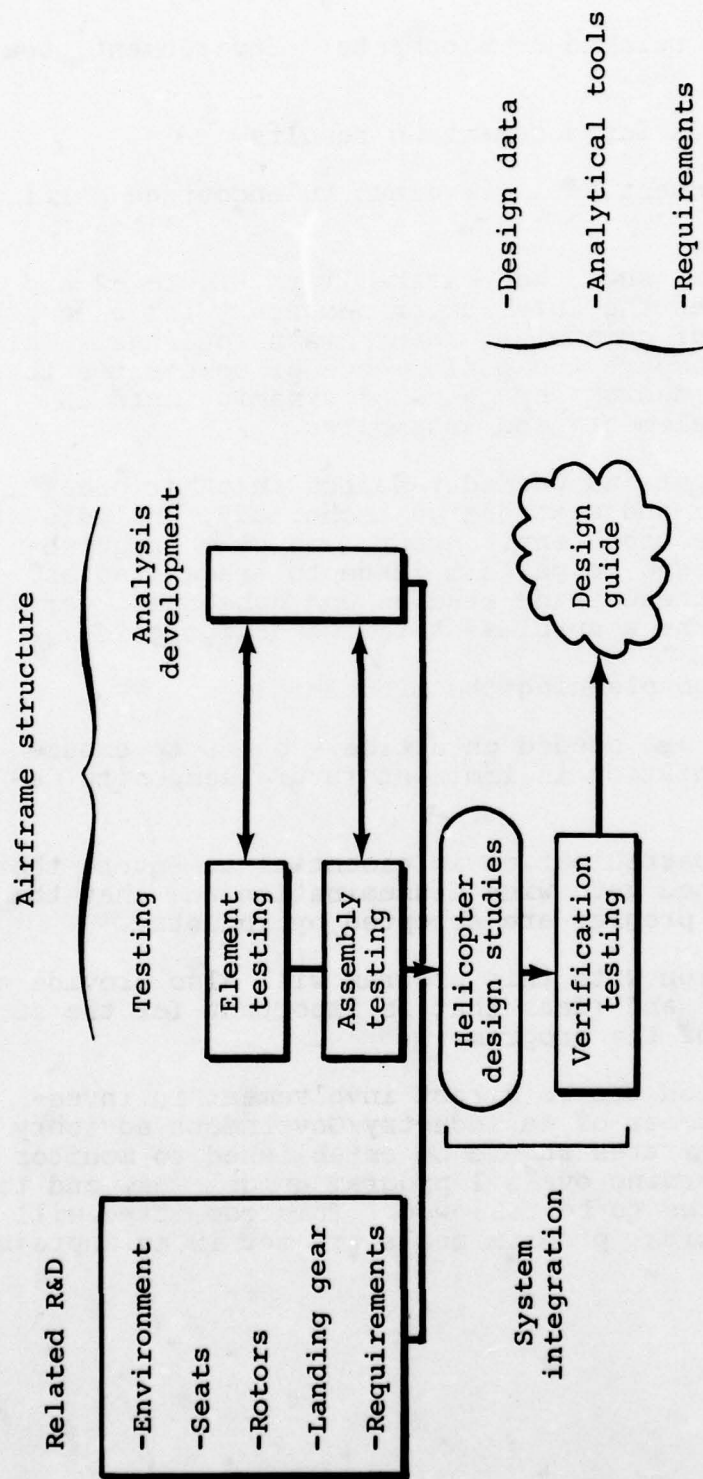 Airframe structure
Related R&D
-Environment
-Seats
-Rotors
-Landing gear
-Requirements
Testing
Element
testing
Assembly
testing
Analysis
development
Helicopter
design studies
System
integration
Verification
testing
Design
guide
-Design data
-Analytical tools
-Requirements